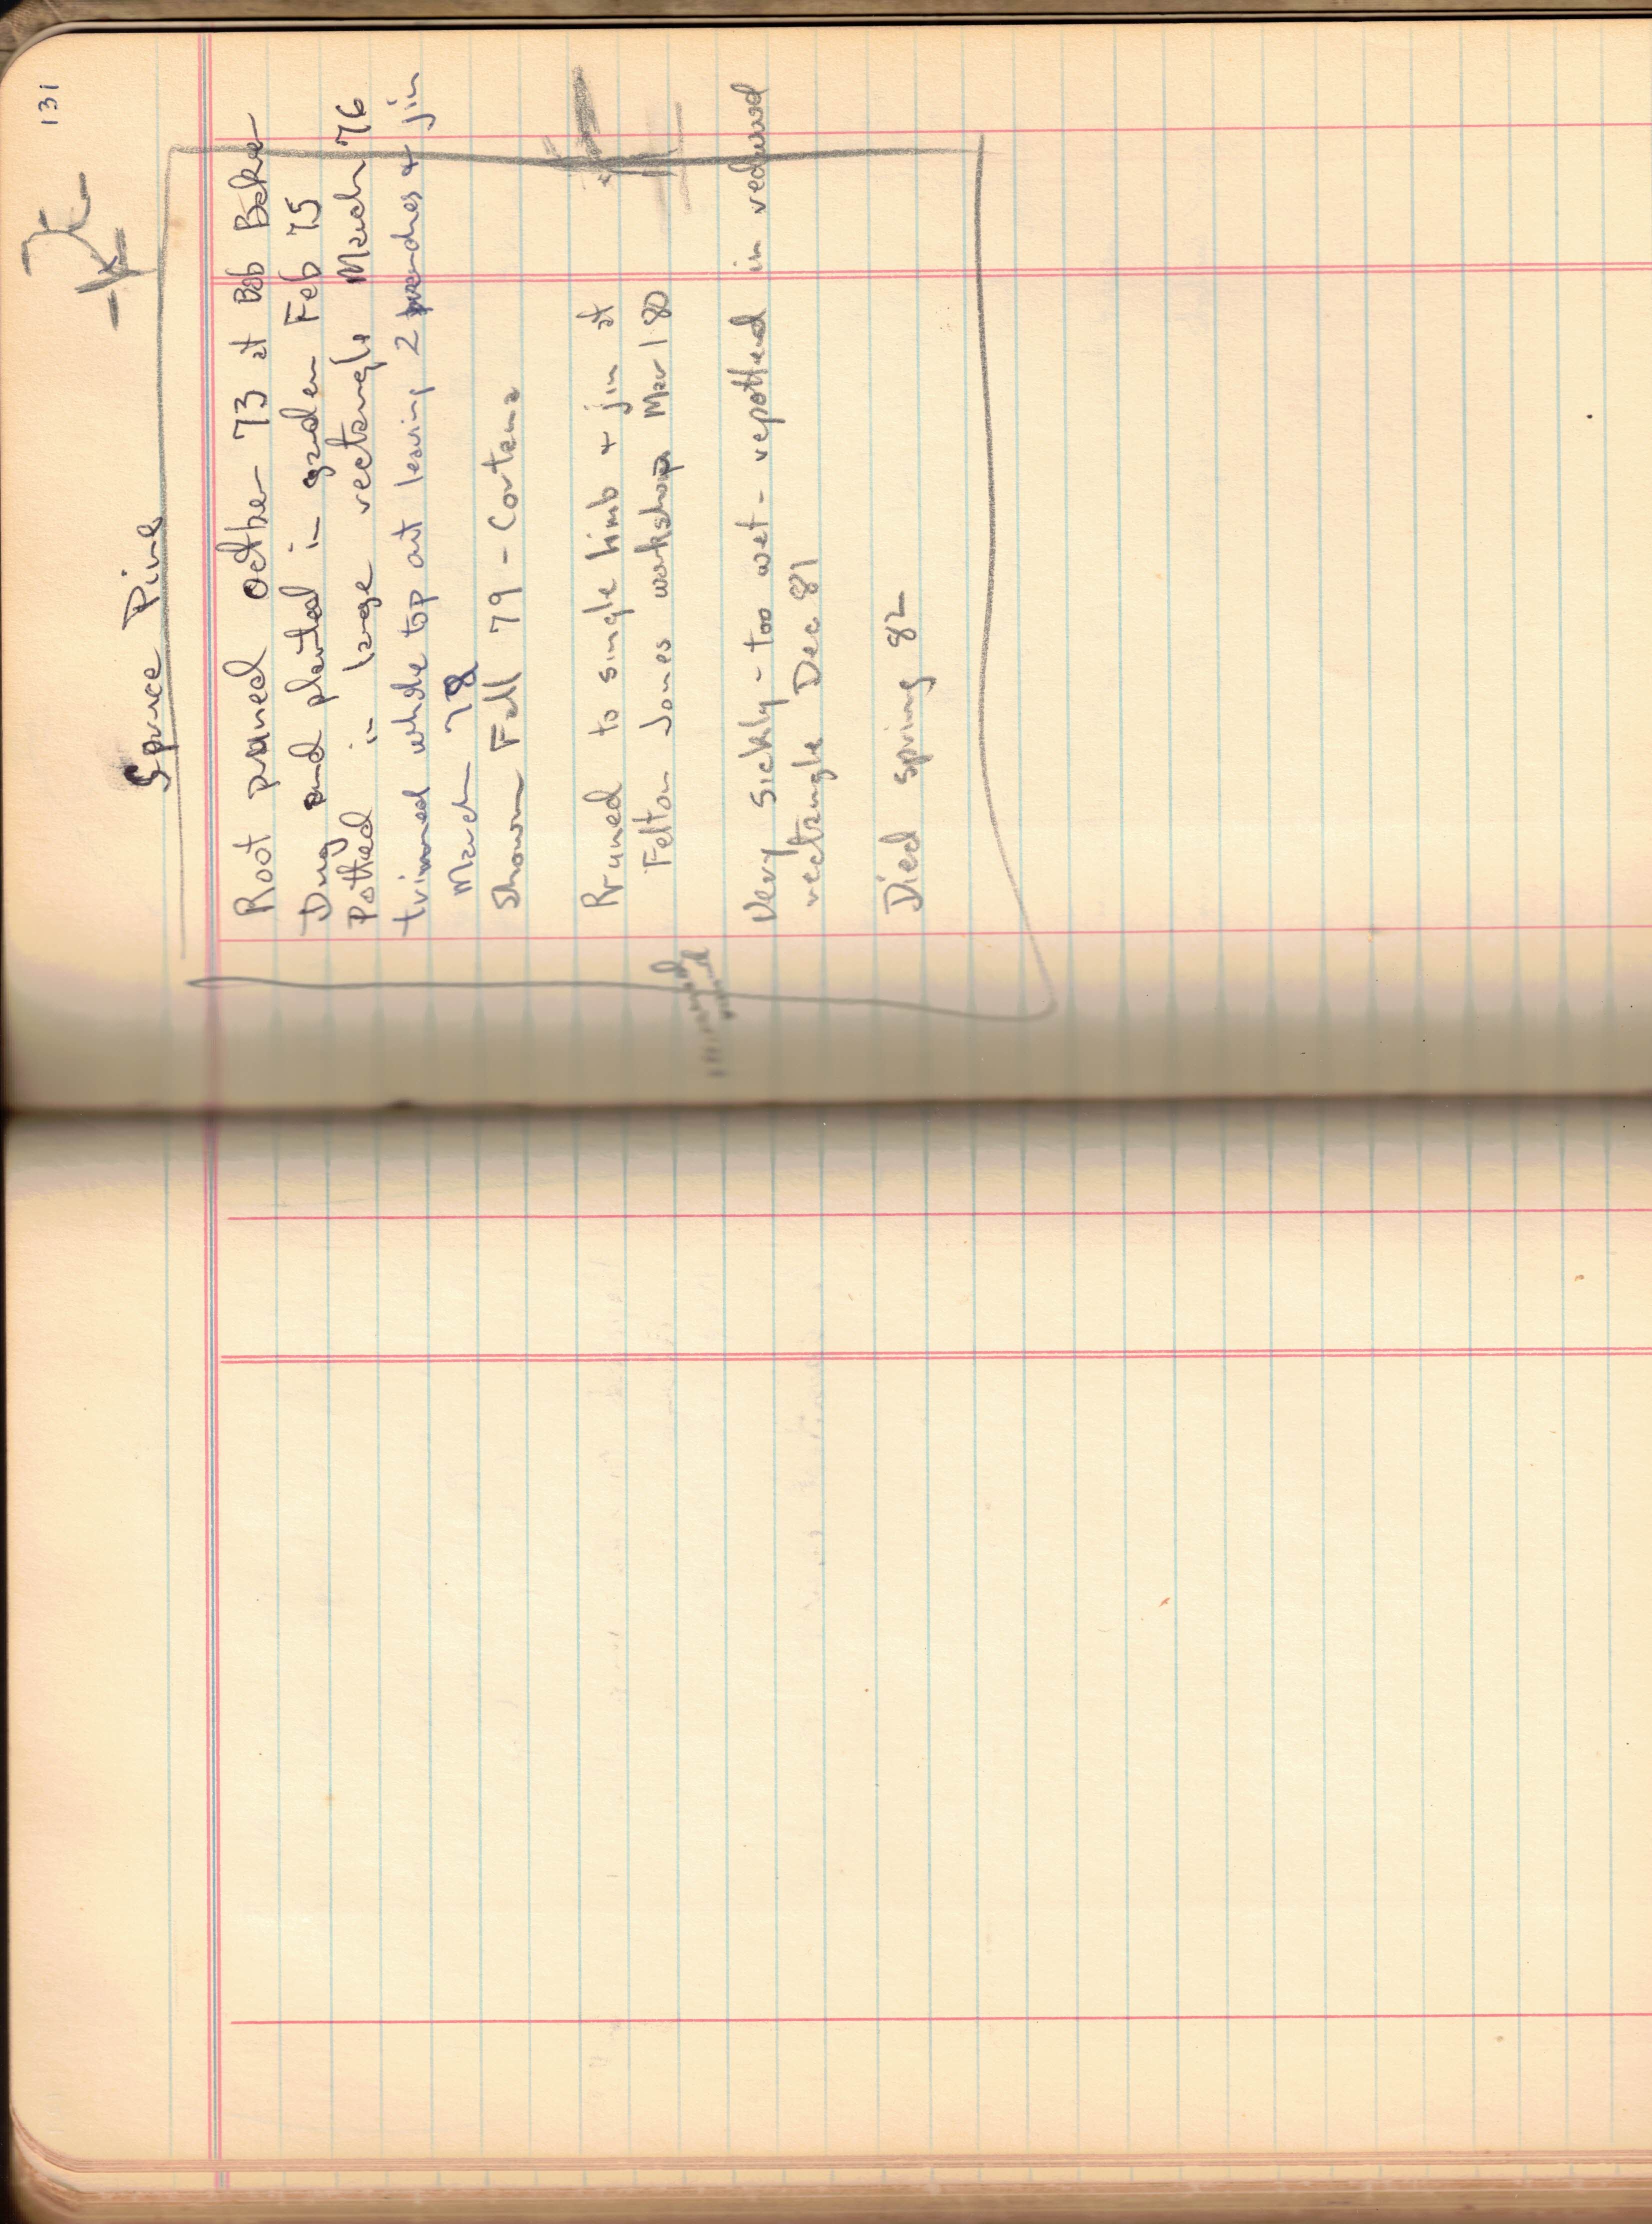 131
Spruce Pine
Root pruned octber 73 at Bob Baker
Dug and planted in garden Feb 75
Potted in large rectangle March 76
trimmed whole top out leaving 2 branches + jin
March 78
Shown Fall 79 - Cortana
Pruned to single limb + jin at
Felton Jones workshop Mar 1 80
Very sickly - too wet - repotted in redwood
rectangle Dec 81
Died spring 82